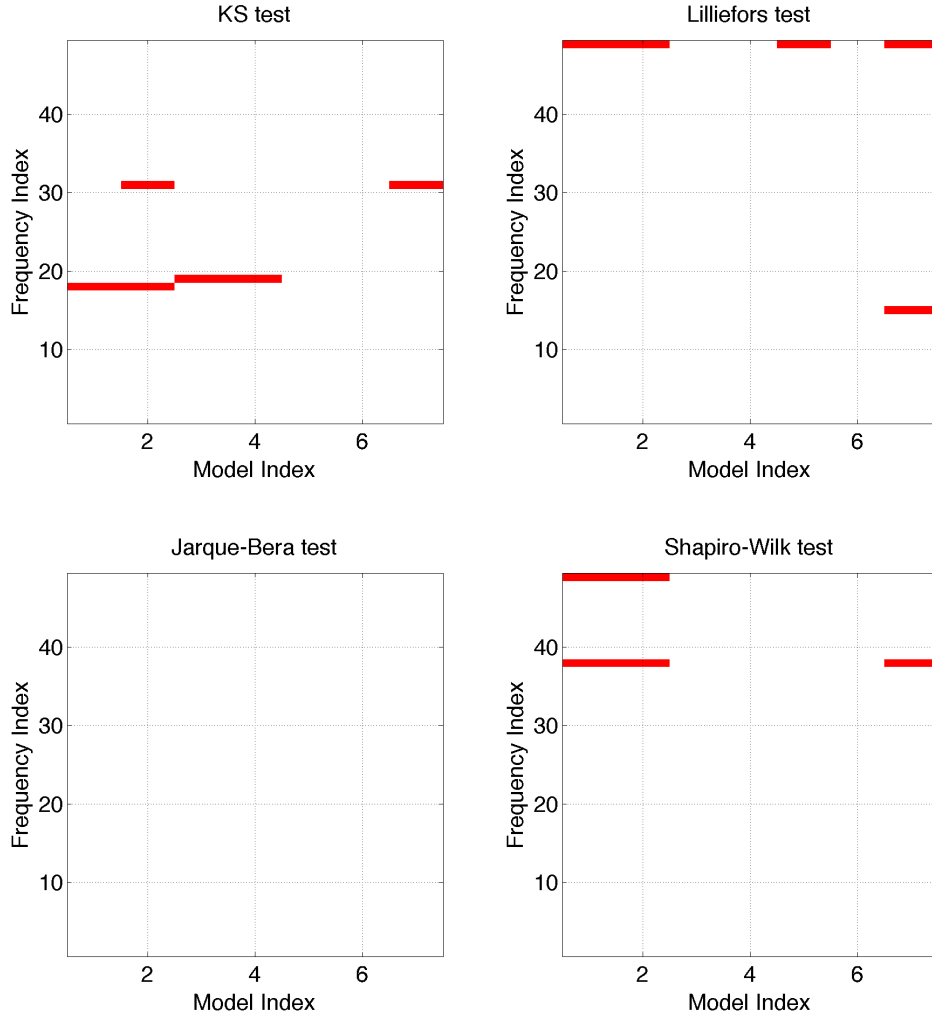 KS test
Frequency Index
40
30
20
10
2 4 6
Model Index
Lilliefors test
Frequency Index
40
30
20
10
2 4 6
Model Index
Jarque-Bera test
Frequency Index
40
30
20
10
2 4 6
Model Index
Shapiro-Wilk test
Frequency Index
40
30
20
10
2 4 6
Model Index